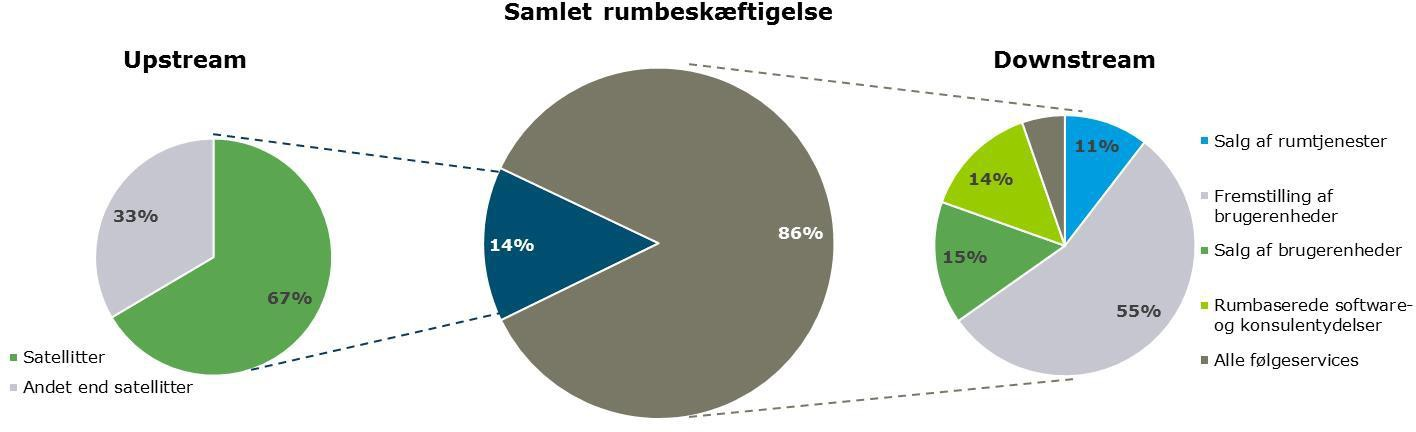 Samlet rumbeskæftigelse
Upstream
33%
67%
Satellitter
Andet end satellitter
14%
86%
Downstream
11%
14%
15%
55%
Salg af rumtjenester
Fremstilling af
brugerenheder
Salg af brugerenheder
Rumbaserede software-
og konsulentydelser
Alle følgeservices